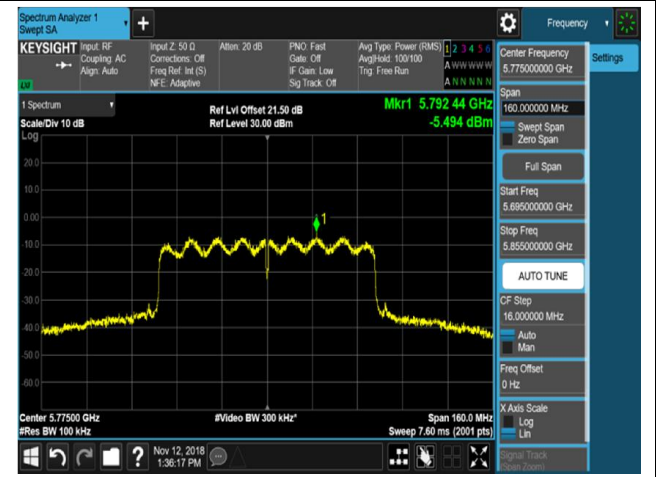 Spectrum Analyzer 1
Swept SA
Frequency
KEYSIGHT
Input: RF
Coupling: AC
Align: Auto
Input Z: 50 Ω
Corrections: Off
Freq Ref: Int (S)
NFE: Adaptive
Atten: 20 dB
PNO: Fast
Gate: Off
IF Gain: Low
Sig Track: Off
Avg Type: Power (RMS)
Avg|Hold: 100/100
Trig: Free Run
1 2 3 4 5 6
A W W W W W
A N N N N N
LXI
1 Spectrum
Scale/Div 10 dB
Log
Ref Lvl Offset 21.50 dB
Ref Level 30.00 dBm
Mkr1 5.792 44 GHz
-5.494 dBm
20.0
10.0
0.00
-10.0
-20.0
-30.0
-40.0
-50.0
-60.0
1
Center 5.77500 GHz
#Res BW 100 kHz
#Video BW 300 kHz*
Span 160.0 MHz
Sweep 7.60 ms (2001 pts)
Nov 12, 2018
1:36:17 PM
Center Frequency
5.775000000 GHz
Settings
Span
160.000000 MHz
Swept Span
Zero Span
Full Span
Start Freq
5.695000000 GHz
Stop Freq
5.855000000 GHz
AUTO TUNE
CF Step
16.000000 MHz
Auto
Man
Freq Offset
0 Hz
X Axis Scale
Log
Lin
Signal Track
(Span Zoom)